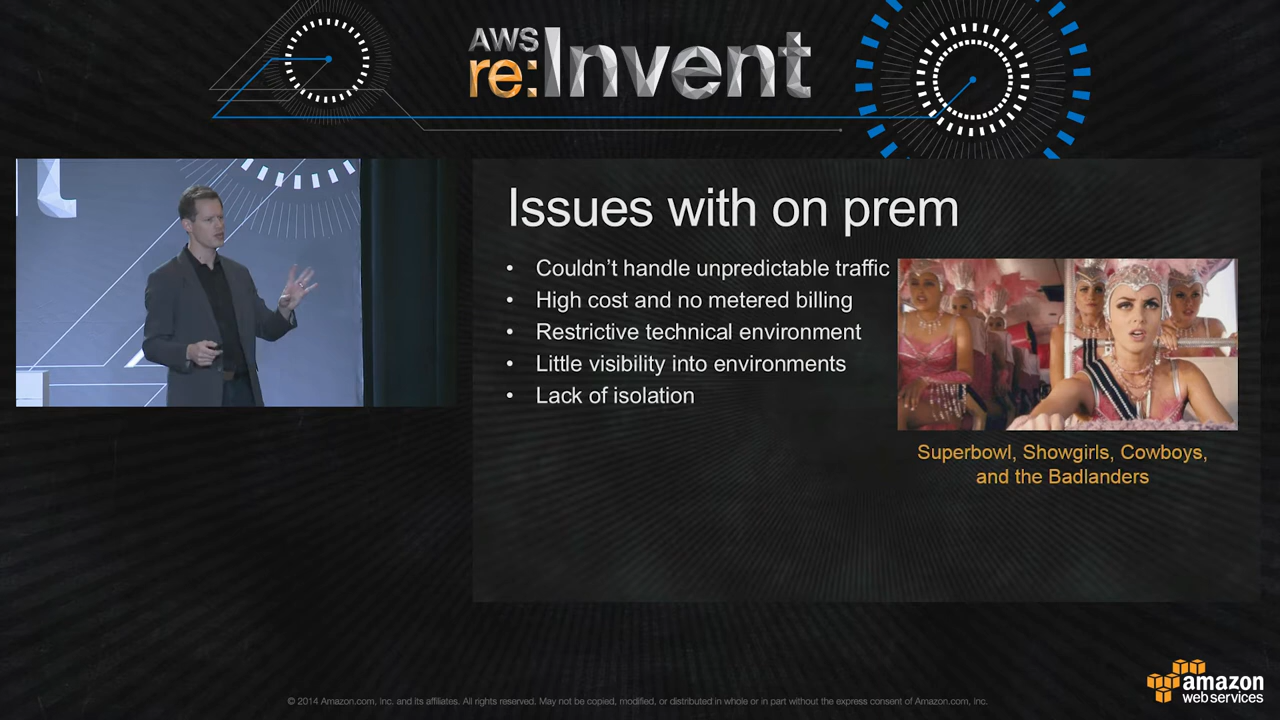 AWS
re:Invent
t
Issues with on prem
• Couldn't handle unpredictable traffic
• High cost and no metered billing
• Restrictive technical environment
• Little visibility into environments
• Lack of isolation
Superbowl, Showgirls, Cowboys,
and the Badlanders
© 2014 Amazon.com, Inc. and its affiliates. All rights reserved. May not be copied, modified, or distributed in whole or in part without the express consent of Amazon.com, Inc.
amazon
web services